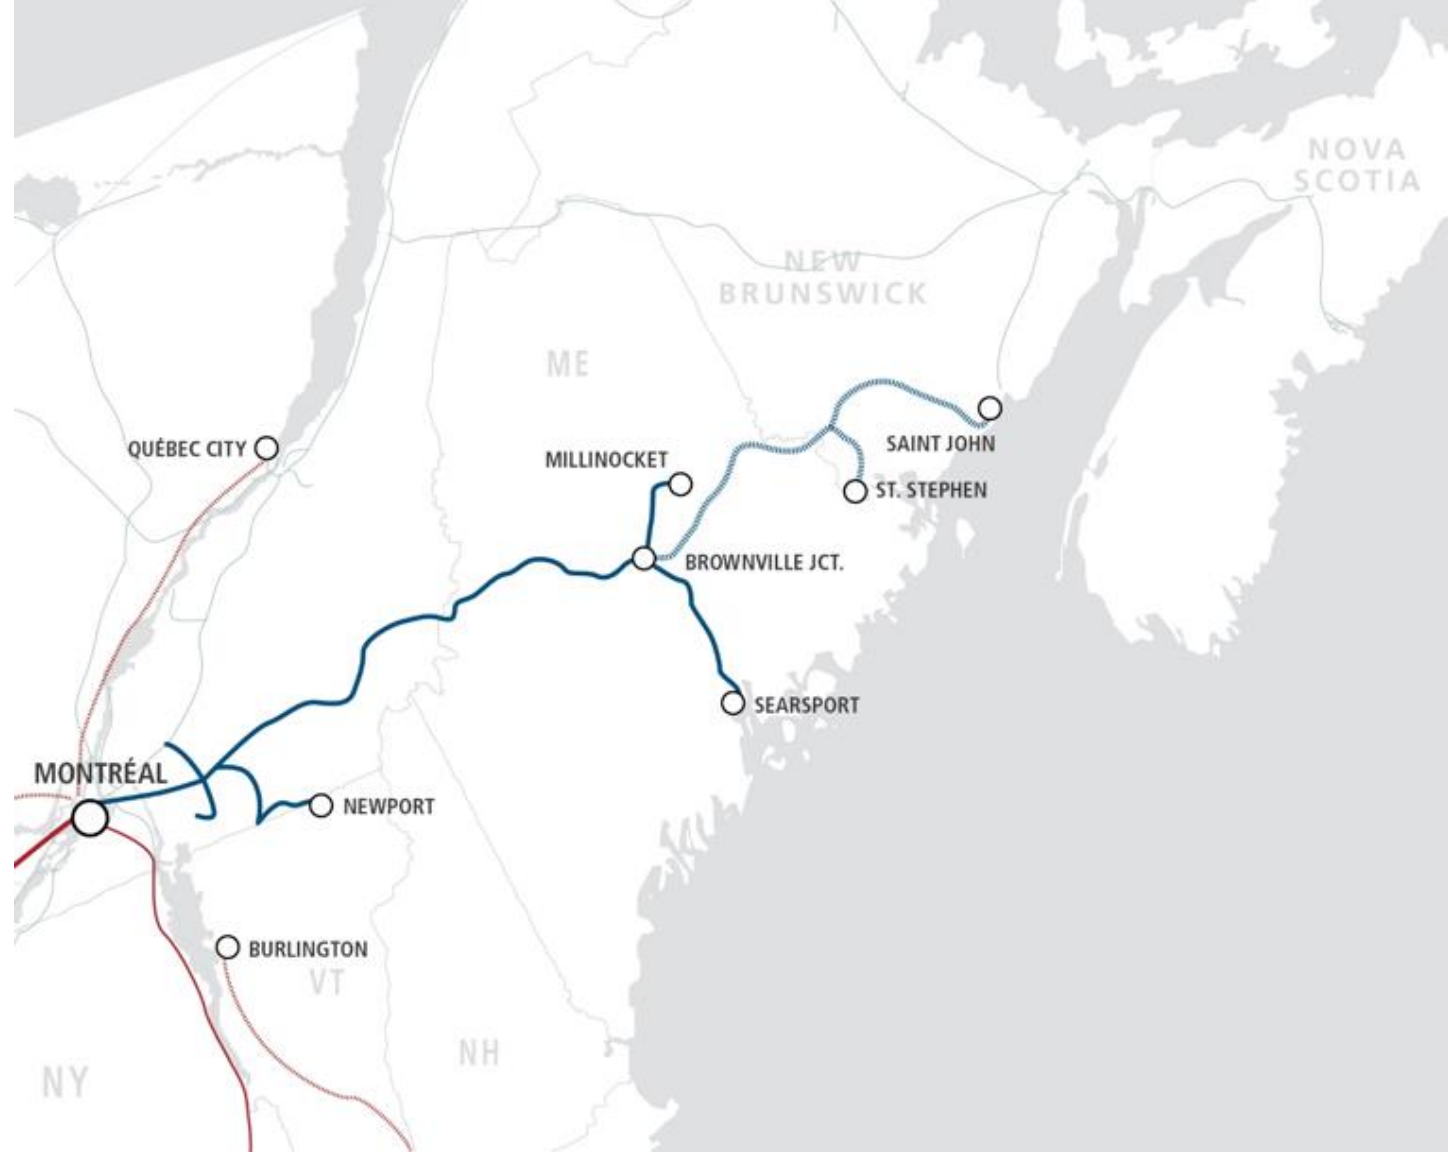 NOVA
SCOTIA
NEW
BRUNSWICK
ME
QUÉBEC CITY
SAINT JOHN
MILLINOCKET
ST. STEPHEN
BROWNVILLE JCT.
SEARSPORT
MONTRÉAL
NEWPORT
BURLINGTON
VT
NH
NY